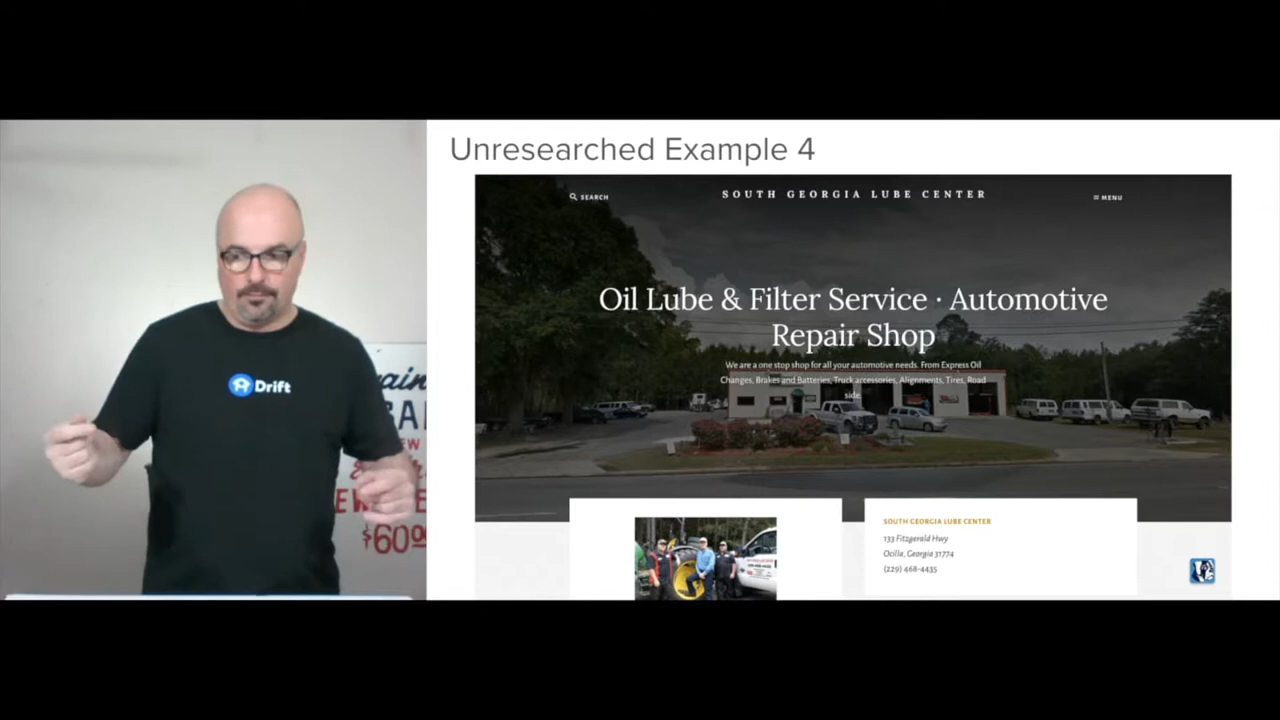 Unresearched Example 4
SEARCH
SOUTH GEORGIA LUBE CENTER
MENU
Oil Lube & Filter Service · Automotive
Repair Shop
We are a one stop shop for all your automotive needs. From Express Oil
Changes, Brakes and Batteries, Truck accessories, Alignments, Tires, Road
side.
Drift
$60
SOUTH GEORGIA LUBE CENTER
133 Fitzgerald Hwy
Ocilla, Georgia 31774
(229) 468-4435